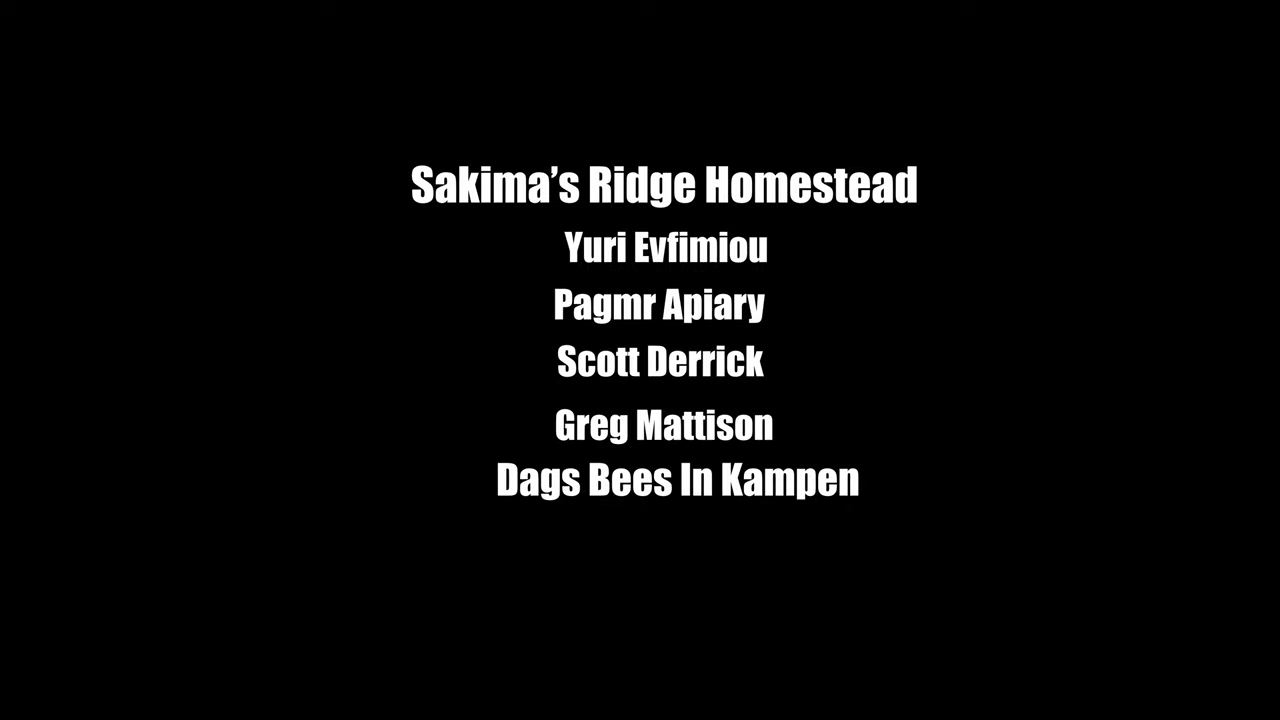 Sakima’s Ridge Homestead
Yuri Evfimiou
Pagmr Apiary
Scott Derrick
Greg Mattison
Dags Bees In Kampen